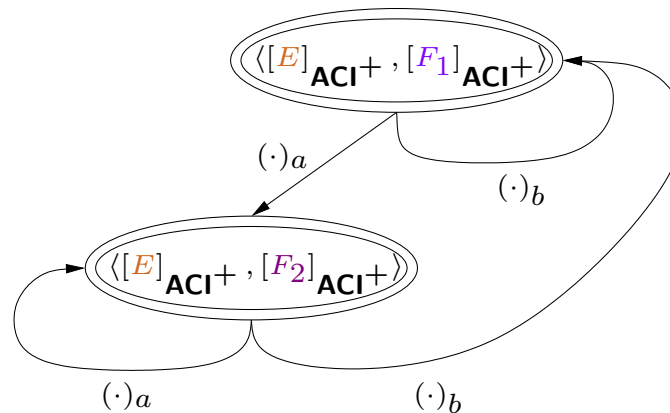 ⟨[E]ACI+ , [F1]ACI+⟩
(·)a
(·)b
⟨[E]ACI+ , [F2]ACI+⟩
(·)a
(·)b